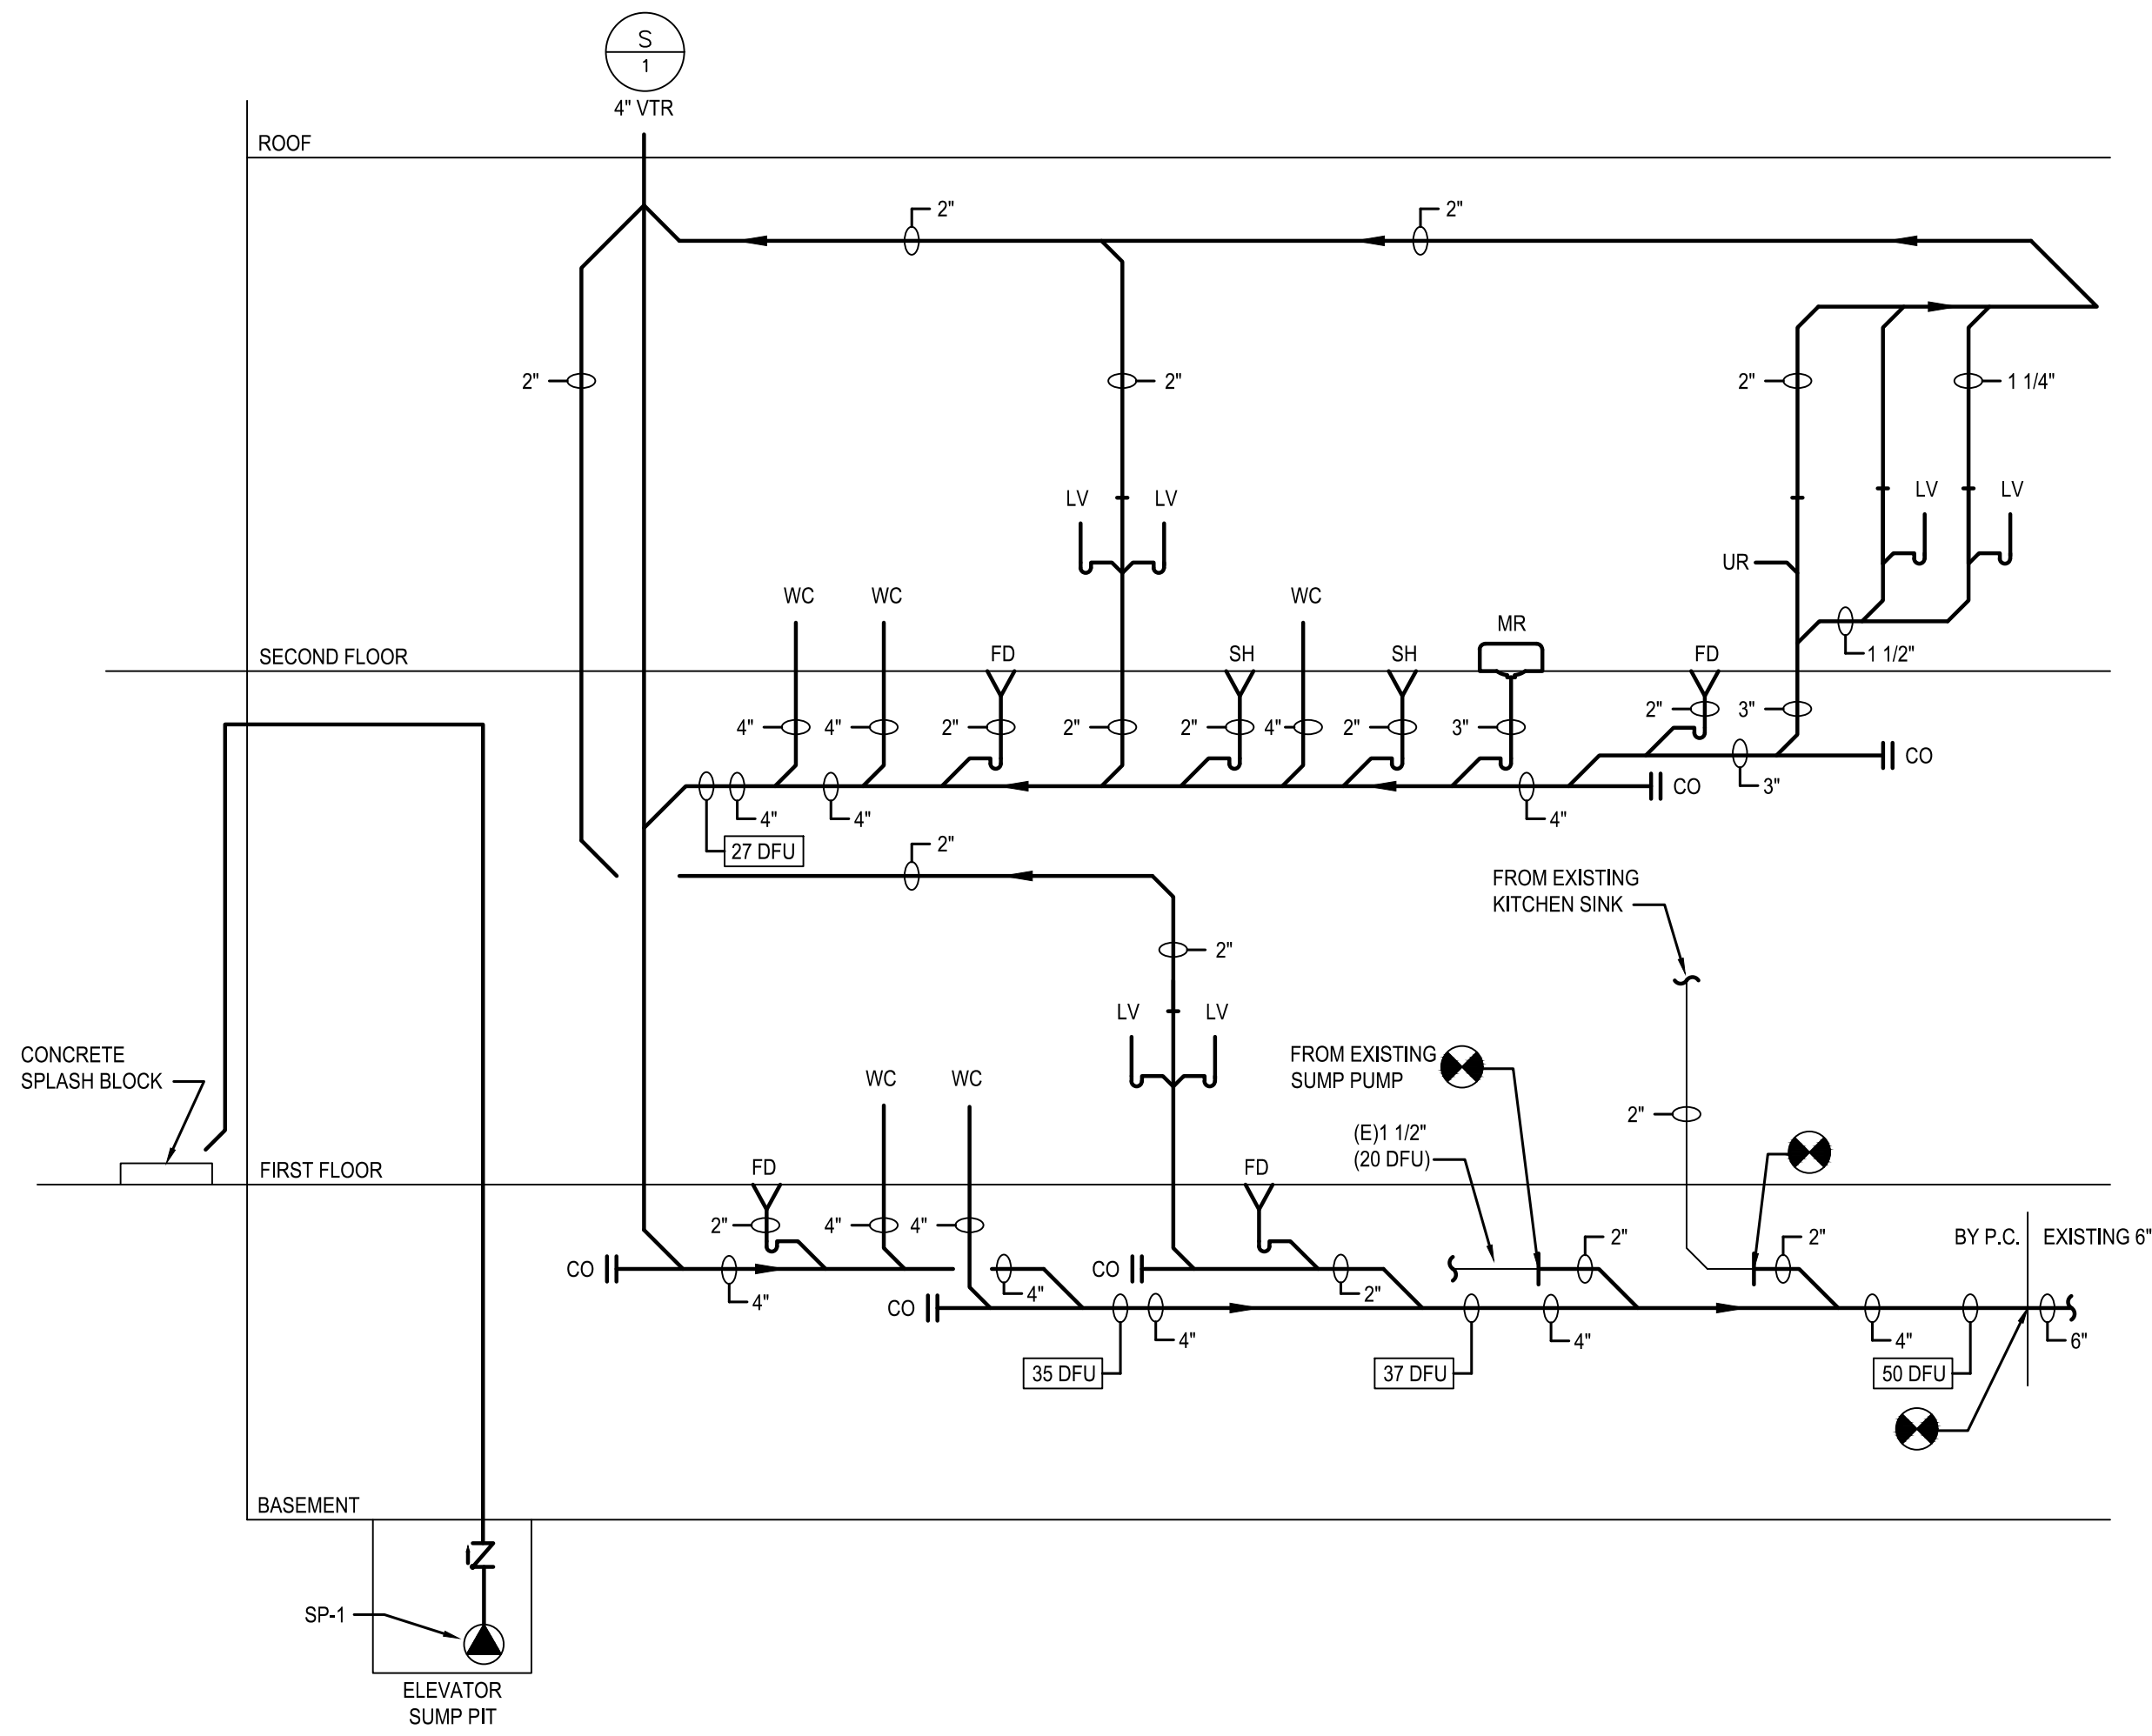 S
1
4" VTR
ROOF
2"
2"
2"
2"
2"
1 1/4"
LV
LV
LV
LV
UR
WC
WC
WC
MR
1 1/2"
SECOND FLOOR
FD
SH
SH
FD
4"
4"
2"
2"
2"
4"
2"
3"
2"
3"
CO
CO
3"
4"
4"
4"
27 DFU
2"
FROM EXISTING
KITCHEN SINK
2"
LV
LV
CONCRETE
SPLASH BLOCK
FROM EXISTING
SUMP PUMP
WC
WC
2"
(E)1 1/2"
(20 DFU)
FIRST FLOOR
FD
FD
2"
4"
4"
2"
2"
BY P.C.
EXISTING 6"
CO
CO
4"
4"
2"
CO
4"
4"
4"
6"
35 DFU
37 DFU
50 DFU
BASEMENT
SP-1
ELEVATOR
SUMP PIT